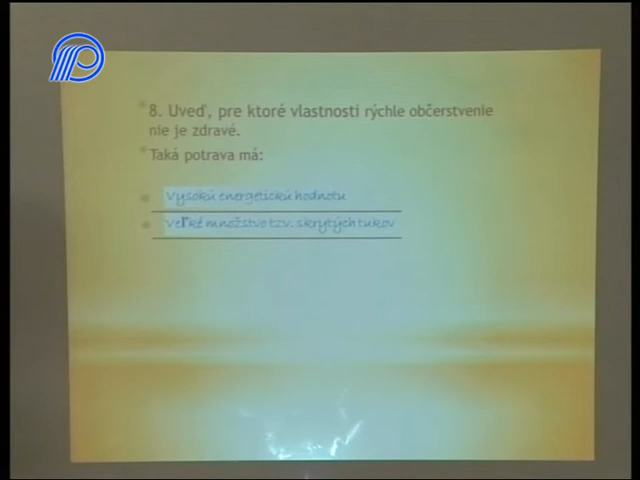 8. Uveď, pre ktoré vlastnosti rýchle občerstvenie
nie je zdravé.
Taká potrava má:
Vysokú energetickú hodnotu
Veľké množstvo tzv. skrytých tukov